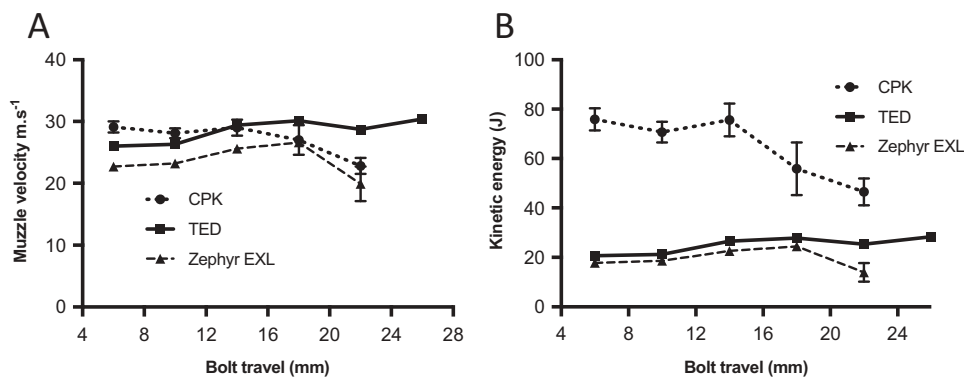 A
Muzzle velocity m.s⁻¹
40
30
20
10
0
4 8 12 16 20 24 28
Bolt travel (mm)
CPK
TED
Zephyr EXL
B
Kinetic energy (J)
100
80
60
40
20
0
4 8 12 16 20 24
Bolt travel (mm)
CPK
TED
Zephyr EXL